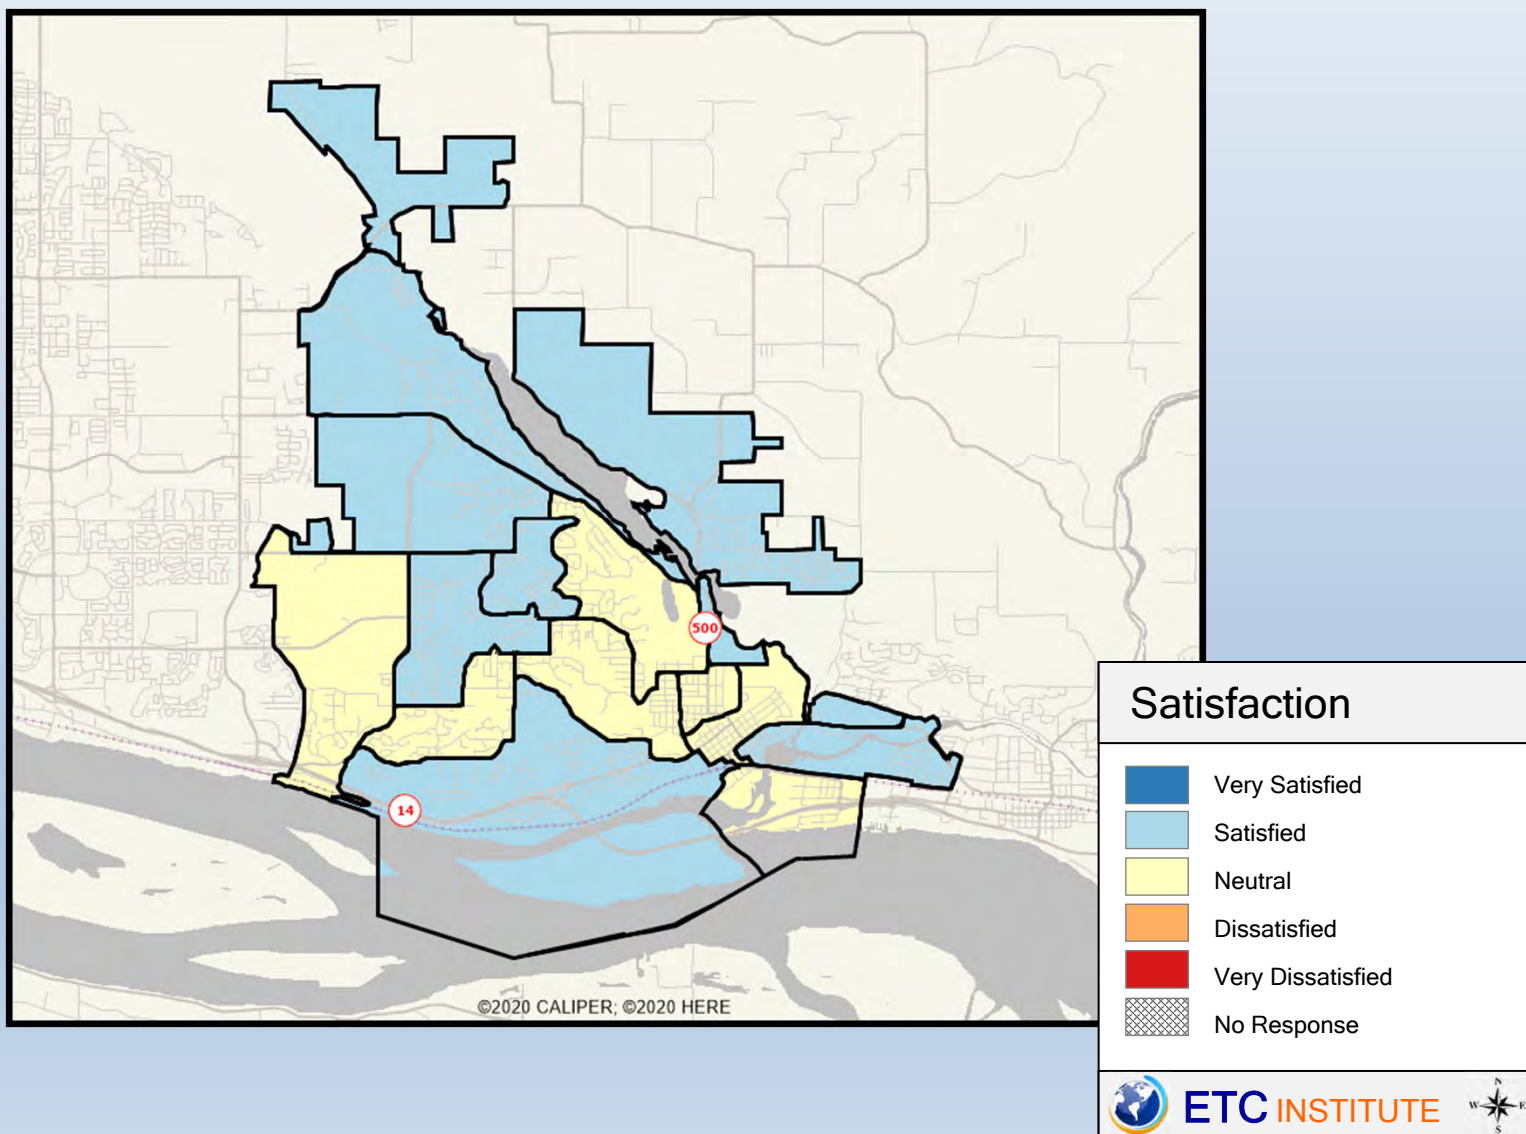 500
14
©2020 CALIPER; ©2020 HERE
Satisfaction
Very Satisfied
Satisfied
Neutral
Dissatisfied
Very Dissatisfied
No Response
ETC INSTITUTE
N
W E
S